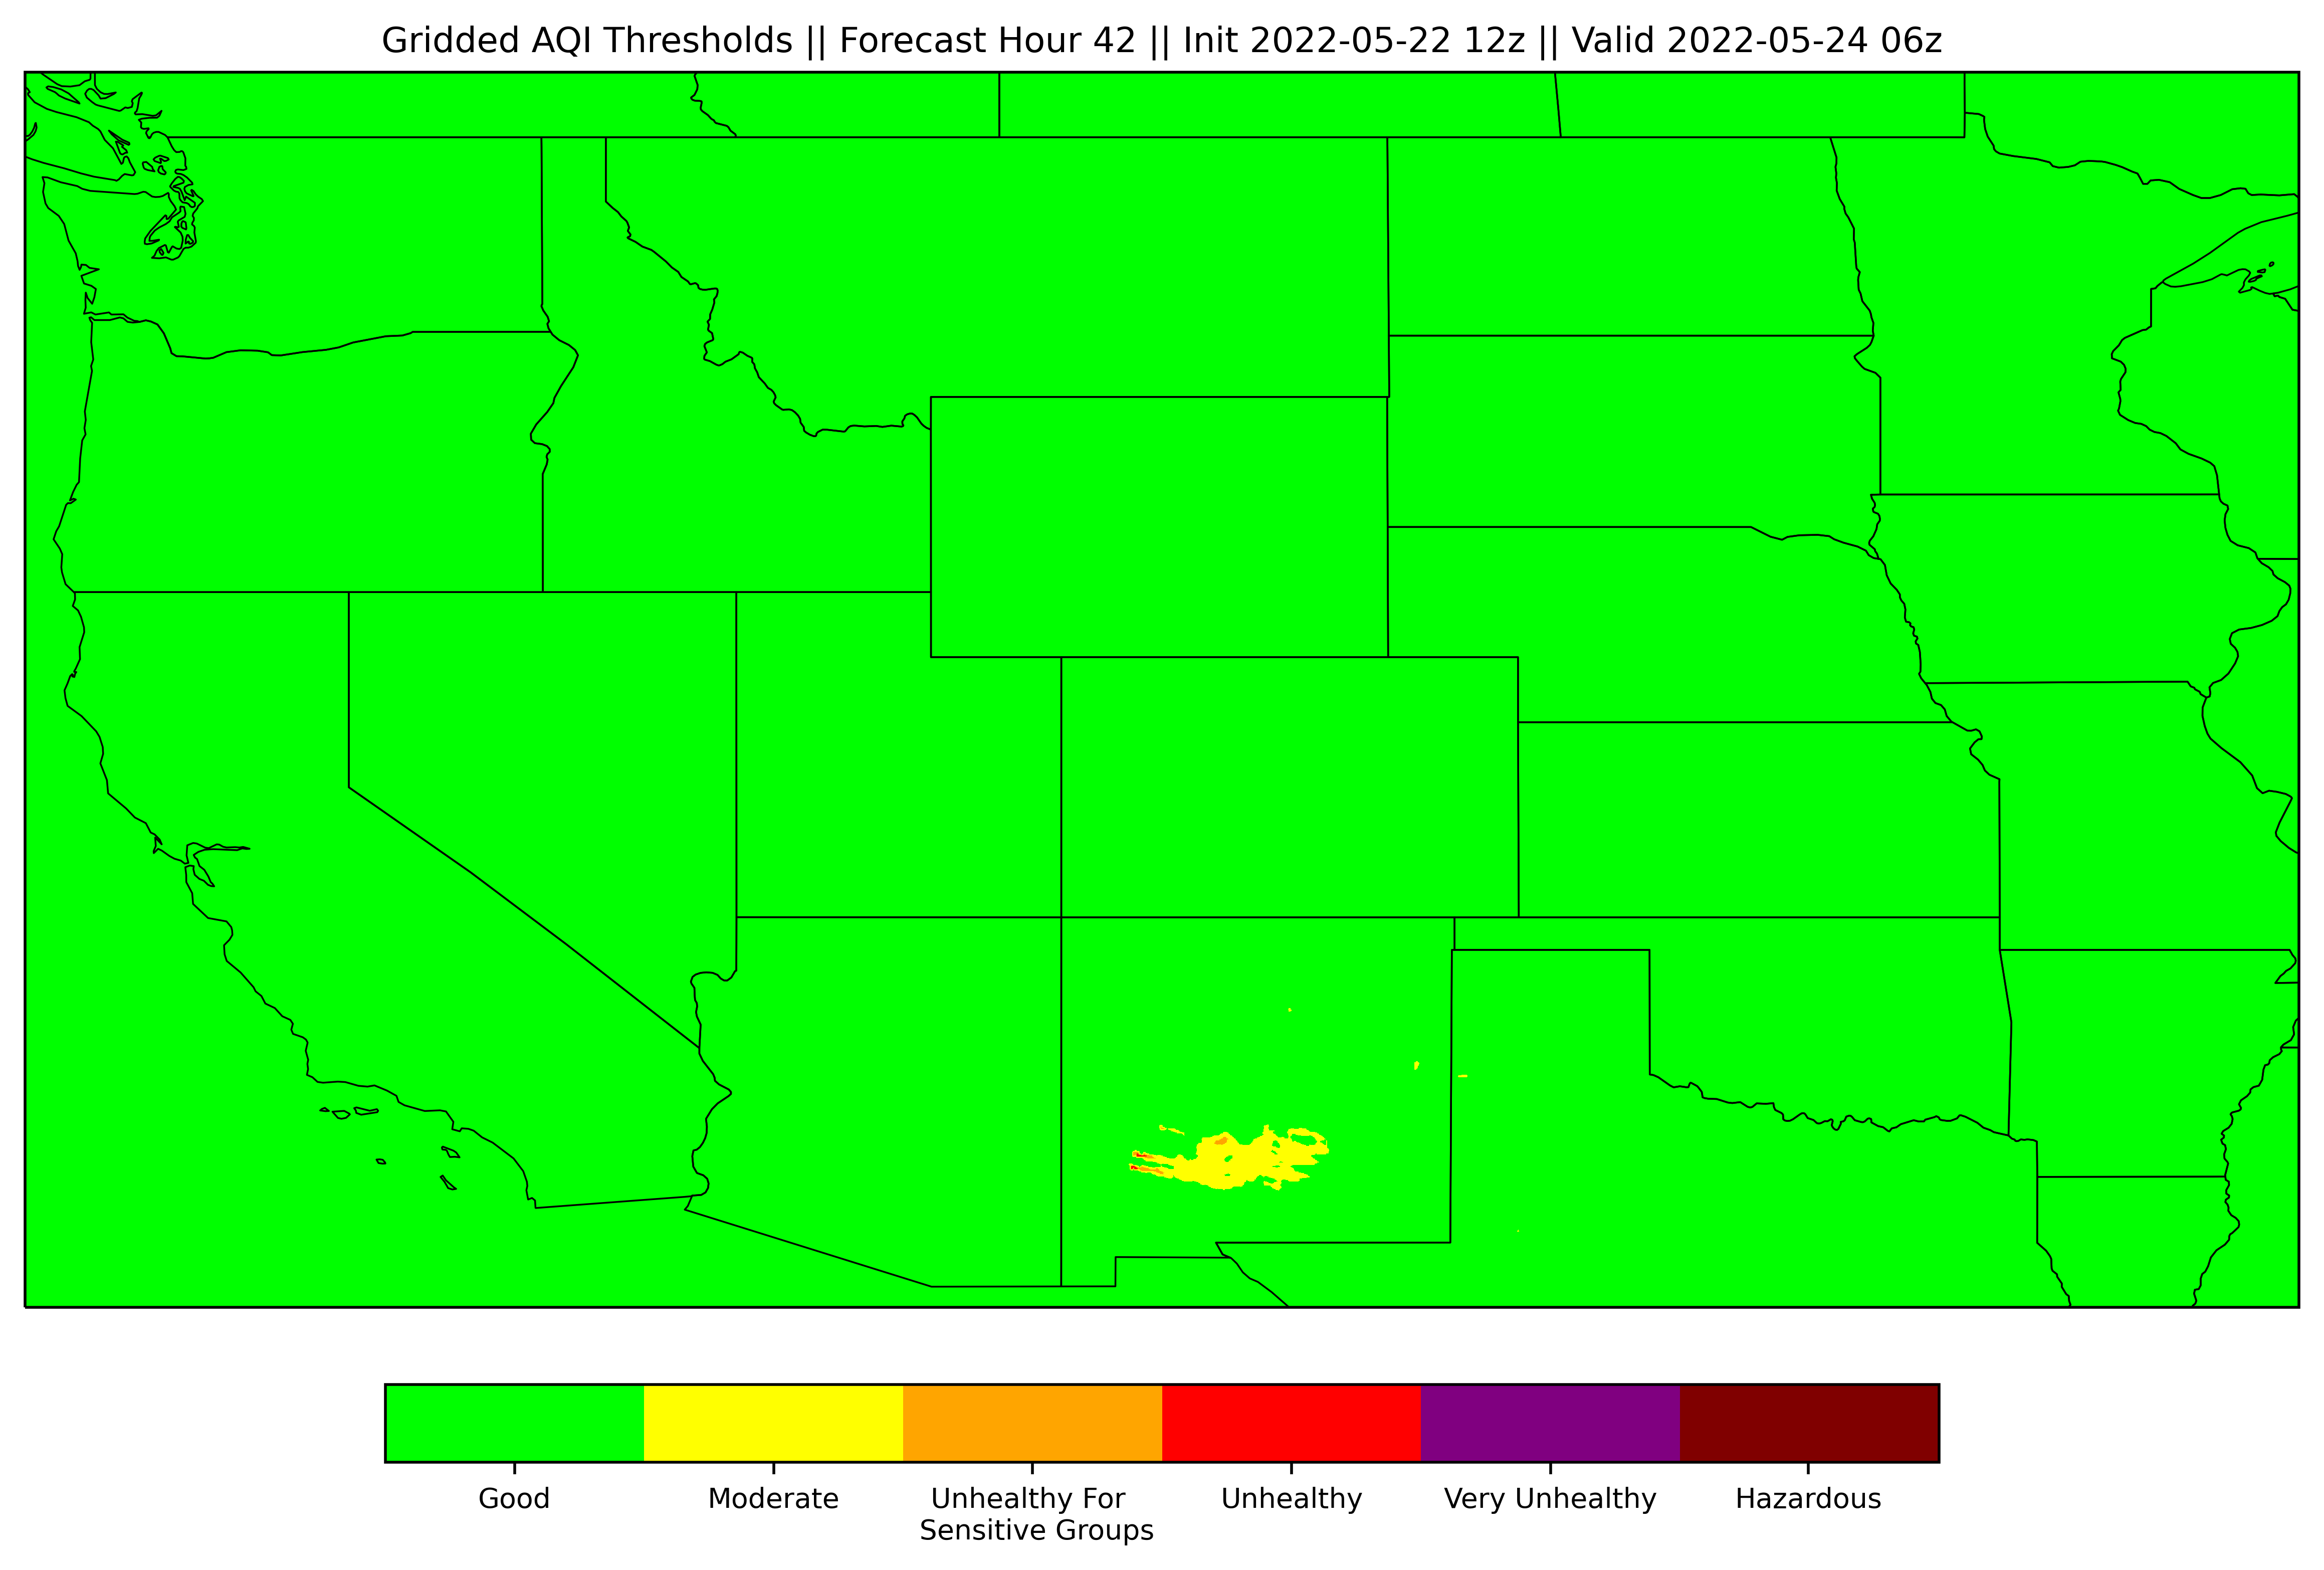 Gridded AQI Thresholds || Forecast Hour 42 || Init 2022-05-22 12z || Valid 2022-05-24 06z
Good
Moderate
Unhealthy For
Sensitive Groups
Unhealthy
Very Unhealthy
Hazardous